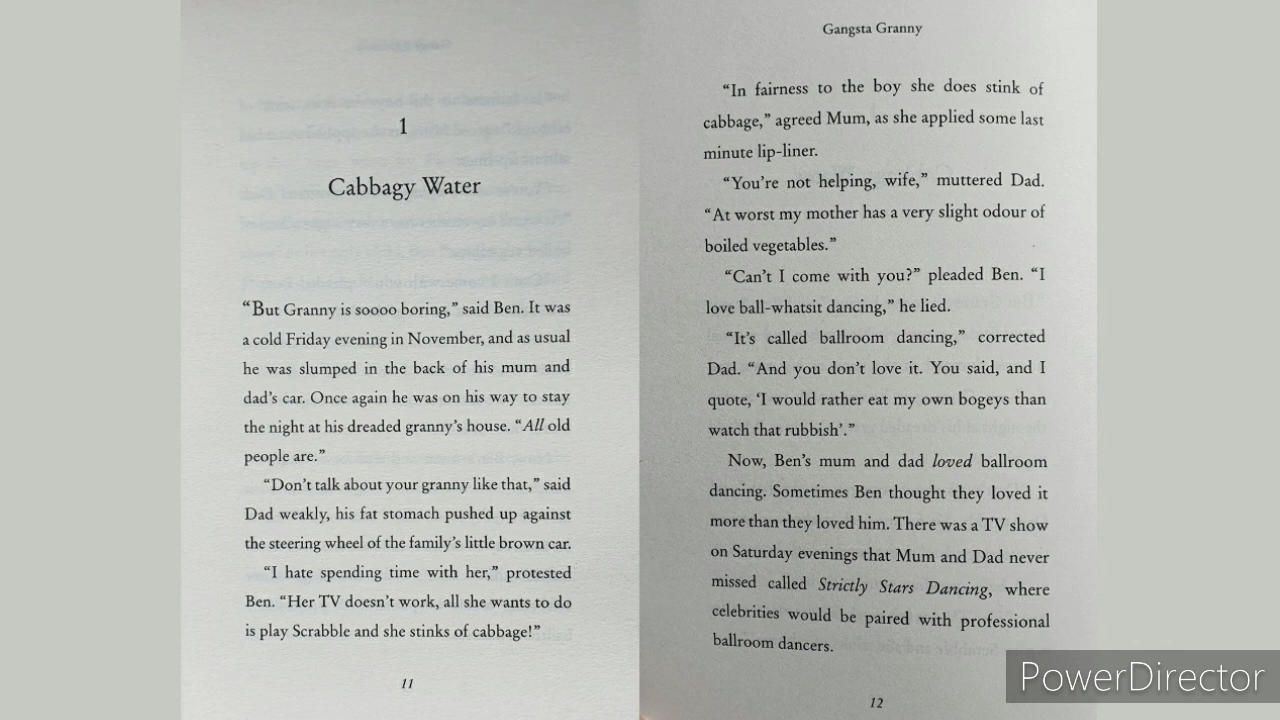 1
Cabbagy Water
“But Granny is soooo boring,” said Ben. It was
a cold Friday evening in November, and as usual
he was slumped in the back of his mum and
dad’s car. Once again he was on his way to stay
the night at his dreaded granny’s house. “All old
people are.”
“Don’t talk about your granny like that,” said
Dad weakly, his fat stomach pushed up against
the steering wheel of the family’s little brown car.
“I hate spending time with her,” protested
Ben. “Her TV doesn’t work, all she wants to do
is play Scrabble and she stinks of cabbage!”
11
Gangsta Granny
“In fairness to the boy she does stink of
cabbage,” agreed Mum, as she applied some last
minute lip-liner.
“You’re not helping, wife,” muttered Dad.
“At worst my mother has a very slight odour of
boiled vegetables.”
“Can’t I come with you?” pleaded Ben. “I
love ball-whatsit dancing,” he lied.
“It’s called ballroom dancing,” corrected
Dad. “And you don’t love it. You said, and I
quote, ‘I would rather eat my own bogeys than
watch that rubbish’.”
Now, Ben’s mum and dad loved ballroom
dancing. Sometimes Ben thought they loved it
more than they loved him. There was a TV show
on Saturday evenings that Mum and Dad never
missed called Strictly Stars Dancing, where
celebrities would be paired with professional
ballroom dancers.
12
PowerDirector